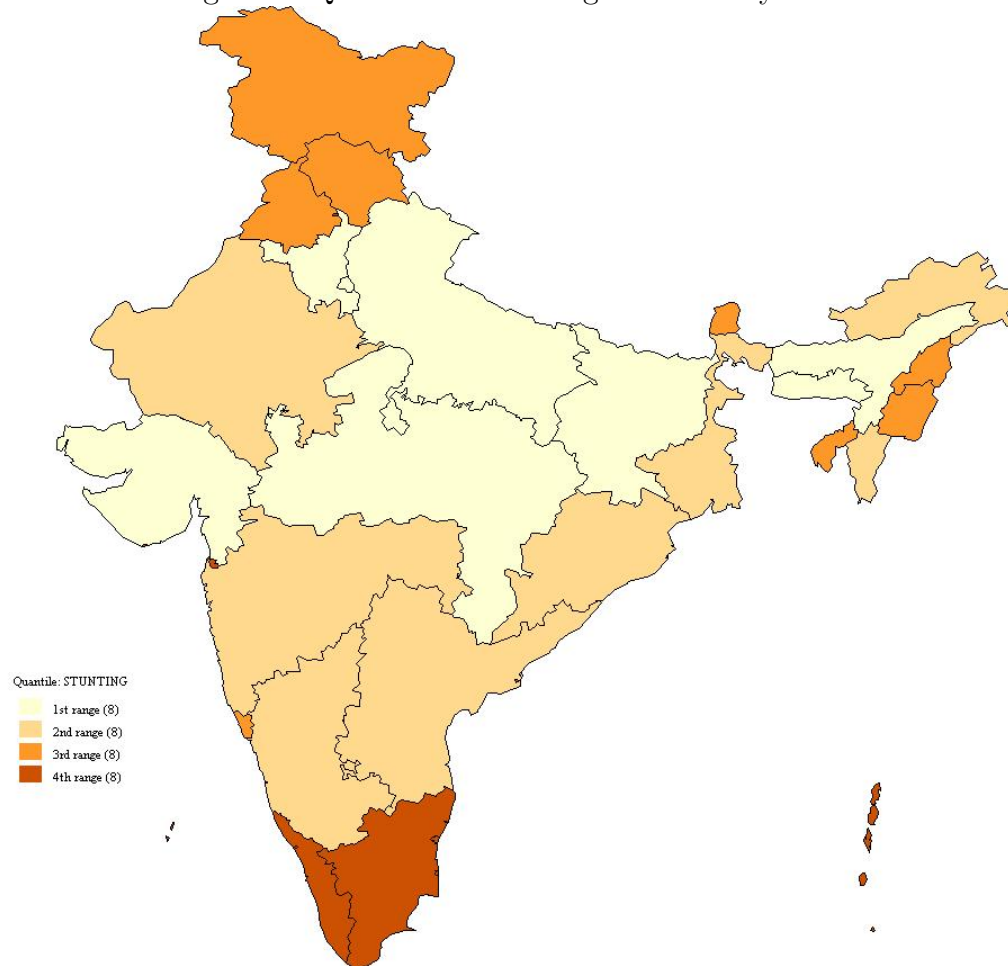 Quantile: STUNTING
1st range (8)
2nd range (8)
3rd range (8)
4th range (8)